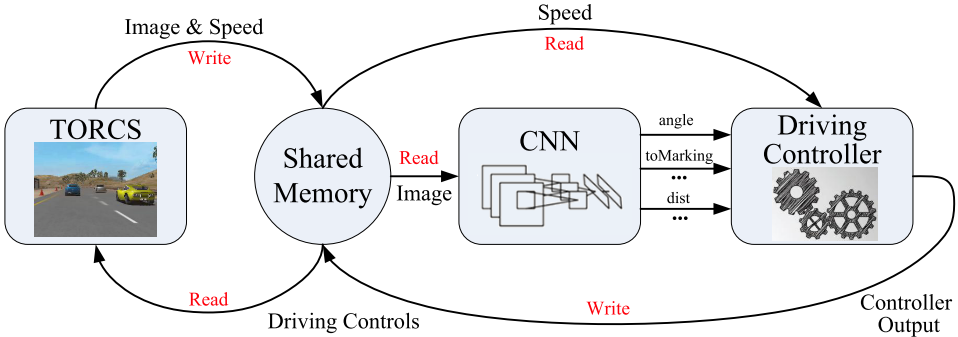 Image & Speed
Write
Speed
Read
TORCS
Shared
Memory
Read
Image
CNN
angle
toMarking
...
dist
...
Driving
Controller
Read
Driving Controls
Write
Controller
Output